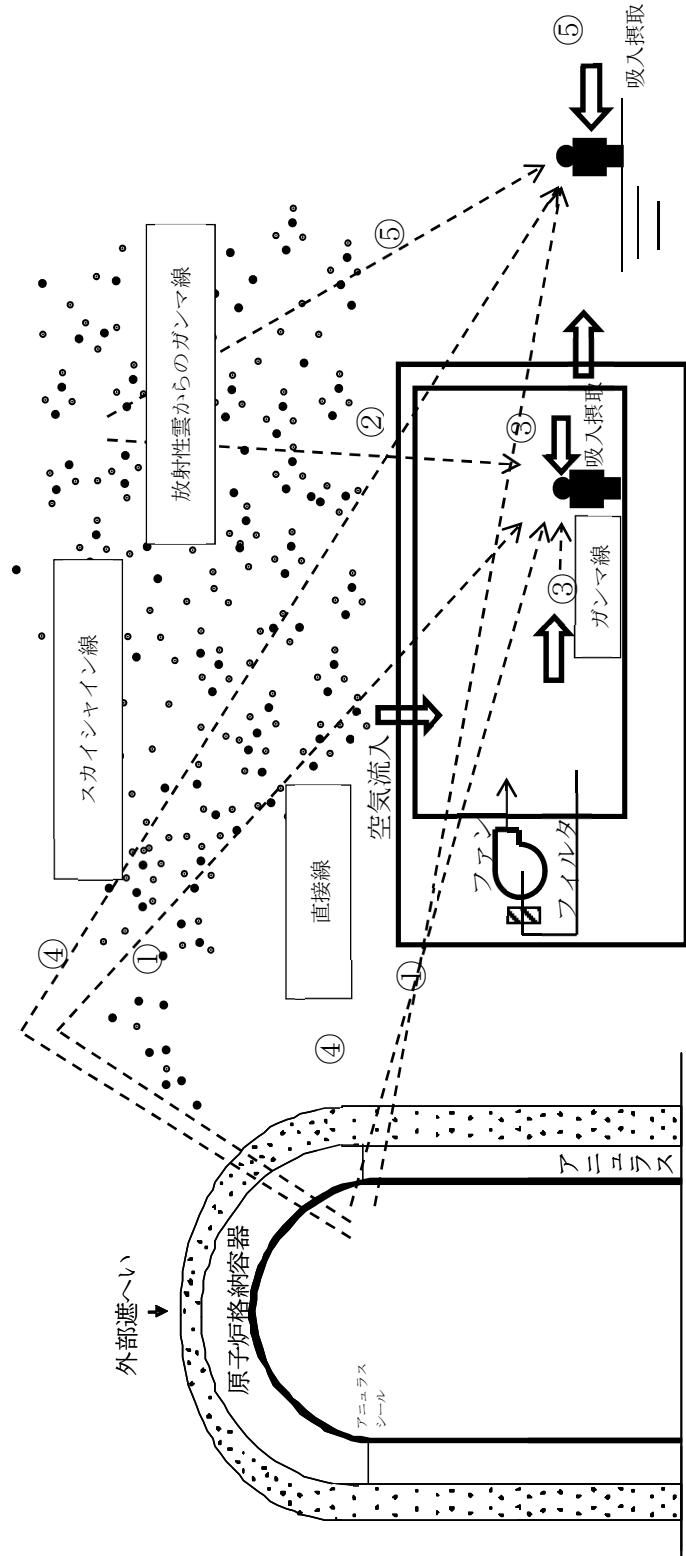 外部遮へい
原子炉格納容器
アニュラス
シール
アニュラス
④
①
スカイシャイン線
放射性雲からのガンマ線
⑤
②
直接線
④
①
空気流入
ファン
フィルタ
③
③
ガンマ線
吸入摂取
⑤
吸入摂取